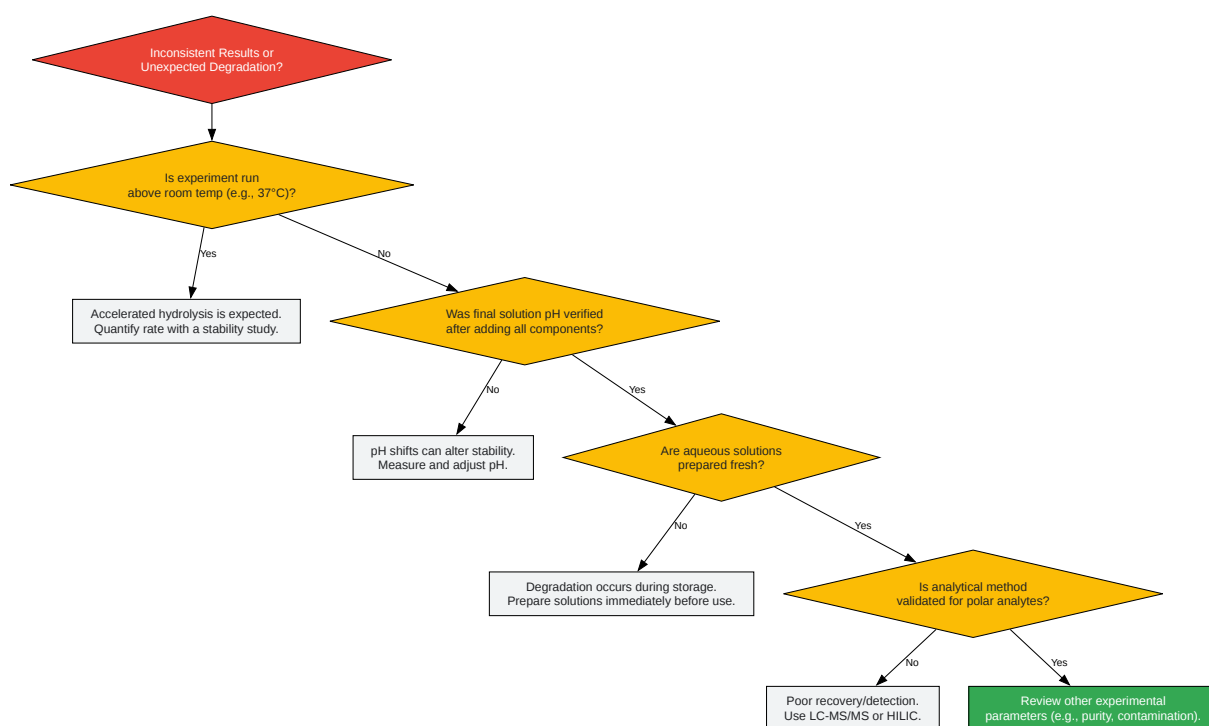 Inconsistent Results or
Unexpected Degradation?
Is experiment run
above room temp (e.g., 37°C)?
Yes
No
Accelerated hydrolysis is expected.
Quantify rate with a stability study.
Was final solution pH verified
after adding all components?
No
Yes
pH shifts can alter stability.
Measure and adjust pH.
Are aqueous solutions
prepared fresh?
No
Yes
Degradation occurs during storage.
Prepare solutions immediately before use.
Is analytical method
validated for polar analytes?
No
Yes
Poor recovery/detection.
Use LC-MS/MS or HILIC.
Review other experimental
parameters (e.g., purity, contamination).